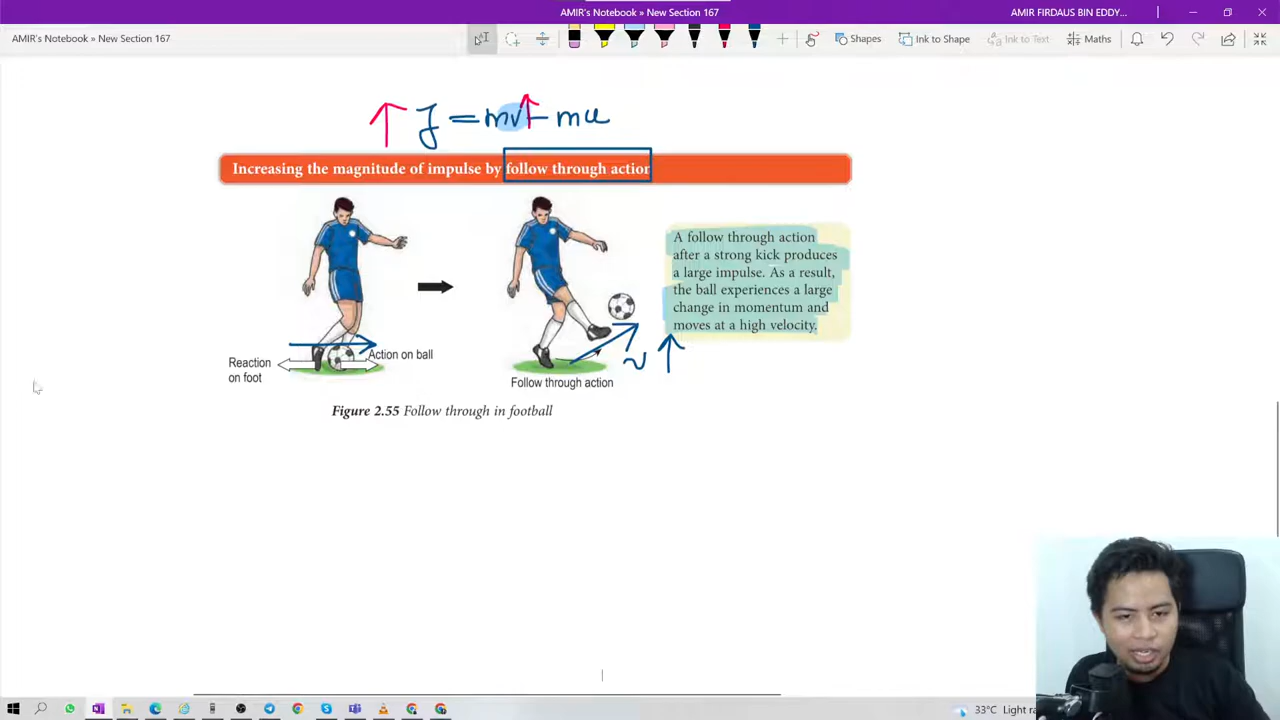 AMIR's Notebook » New Section 167
AMIR FIRDAUS BIN EDDY...
AMIR's Notebook » New Section 167
Shapes
Ink to Shape
Ink to Text
Maths
↑ J = mv↑ - mu
Increasing the magnitude of impulse by follow through action
A follow through action
after a strong kick produces
a large impulse. As a result,
the ball experiences a large
change in momentum and
moves at a high velocity.
Reaction
on foot
Action on ball
v ↑
Follow through action
Figure 2.55 Follow through in football
33°C Light